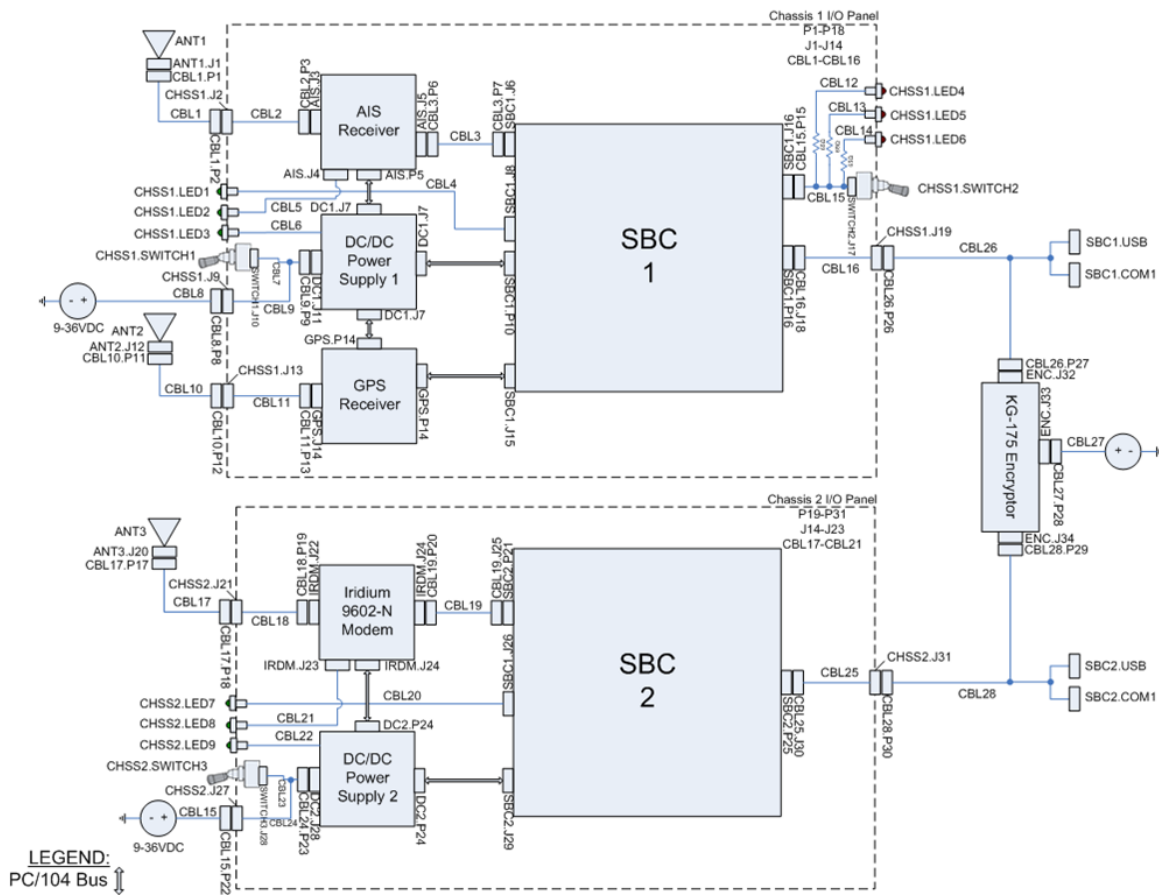 Chassis 1 I/O Panel
P1-P18
J1-J14
CBL1-CBL16
ANT1
ANT1.J1
CBL1.P1
CHSS1.J2
CBL1
CBL1.P2
CBL2
CBL2.P3
AIS.J3
AIS
Receiver
AIS.J5
CBL3.P6
CBL3
CBL3.P7
SBC1.J6
AIS.J4
AIS.P5
CBL4
SBC1.J8
CHSS1.LED1
CHSS1.LED2
CHSS1.LED3
CBL5
CBL6
DC1.J7
DC1.J7
CHSS1.SWITCH1
CBL7
SWITCH1.J10
CHSS1.J9
CBL8
CBL8.P8
CBL9
CBL9.P9
DC1.J11
DC/DC
Power
Supply 1
SBC1.P10
DC1.J7
9-36VDC
ANT2
ANT2.J12
CBL10.P11
CBL10
CHSS1.J13
CBL10.P12
CBL11
CBL11.P13
GPS.J14
GPS.P14
GPS
Receiver
GPS.P14
SBC1.J15
SBC
1
SBC1.J16
CBL15.P15
CBL12
CBL13
CBL14
CHSS1.LED4
CHSS1.LED5
CHSS1.LED6
CBL15
SWITCH2.J17
CHSS1.SWITCH2
SBC1.P16
CBL16.J18
CBL16
CHSS1.J19
CBL26.P26
CBL26
SBC1.USB
SBC1.COM1
CBL26.P27
ENC.J32
KG-175 Encryptor
ENC.J33
CBL27
CBL27.P28
ENC.J34
CBL28.P29
Chassis 2 I/O Panel
P19-P31
J14-J23
CBL17-CBL21
ANT3
ANT3.J20
CBL17.P17
CBL17
CHSS2.J21
CBL17.P18
CBL18
CBL18.P19
IRDM.J22
Iridium
9602-N
Modem
IRDM.J24
CBL19.P20
CBL19
CBL19.J25
SBC2.P21
IRDM.J23
IRDM.J24
SBC1.J26
CHSS2.LED7
CHSS2.LED8
CHSS2.LED9
CBL20
CBL21
CBL22
DC2.P24
CHSS2.SWITCH3
CBL23
SWITCH3.J28
CHSS2.J27
CBL15
CBL15.P22
CBL24
CBL24.P23
DC2.J28
DC/DC
Power
Supply 2
DC2.P24
SBC2.J29
9-36VDC
SBC
2
SBC2.P25
CBL25.J30
CBL25
CHSS2.J31
CBL28.P30
CBL28
SBC2.USB
SBC2.COM1
LEGEND:
PC/104 Bus